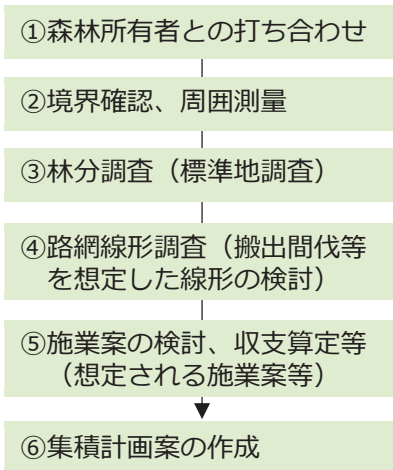 ①森林所有者との打ち合わせ
②境界確認、周囲測量
③林分調査（標準地調査）
④路網線形調査（搬出間伐等
を想定した線形の検討）
⑤施業案の検討、収支算定等
（想定される施業案等）
⑥集積計画案の作成